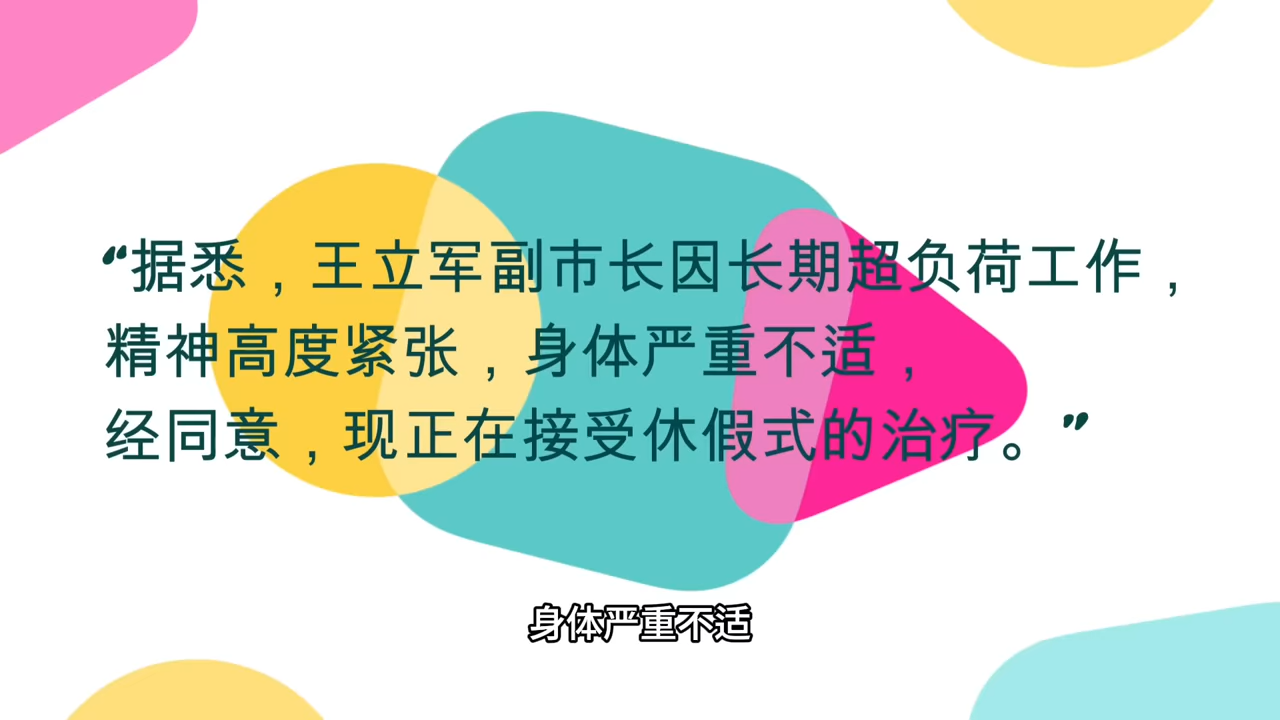 “据悉，王立军副市长因长期超负荷工作，
精神高度紧张，身体严重不适，
经同意，现正在接受休假式的治疗。”
身体严重不适